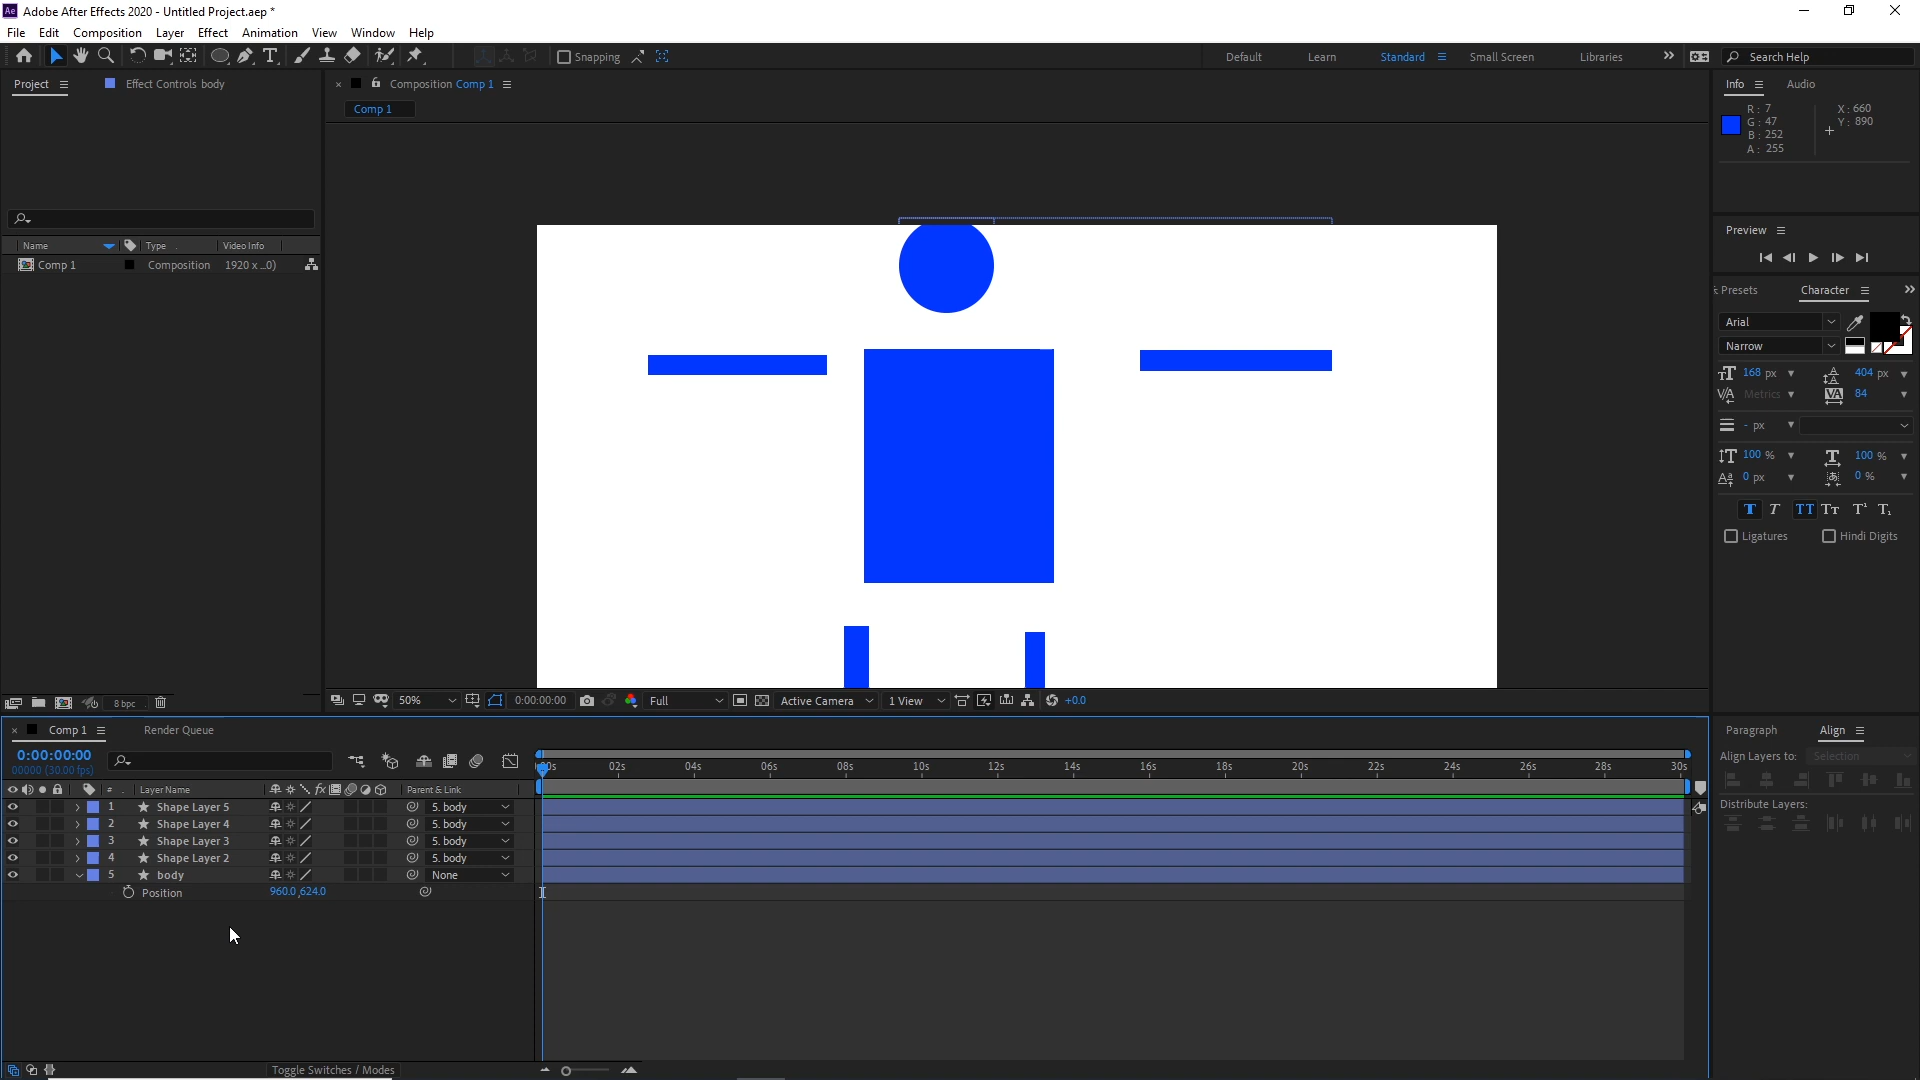 Ae Adobe After Effects 2020 - Untitled Project.aep *
File Edit Composition Layer Effect Animation View Window Help
Snapping
Default Learn Standard Small Screen Libraries
Search Help
Project
Effect Controls body
Composition Comp 1
Comp 1
Name Type Video Info
Comp 1 Composition 1920 x ...0)
8 bpc
50% 0:00:00:00 Full Active Camera 1 View +0.0
Info Audio
R: 7
G: 47
B: 252
A: 255
X: 660
Y: 890
Preview
Presets Character
Arial
Narrow
168 px 404 px
Metrics 84
- px
100 % 100 %
0 px 0 %
T T TT Tт T¹ T₁
Ligatures Hindi Digits
Comp 1 Render Queue
0:00:00:00
00000 (30.00 fps)
# Layer Name fx Parent & Link
1 Shape Layer 5 5. body
2 Shape Layer 4 5. body
3 Shape Layer 3 5. body
4 Shape Layer 2 5. body
5 body None
Position 960.0,624.0
02s 04s 06s 08s 10s 12s 14s 16s 18s 20s 22s 24s 26s 28s 30s
Toggle Switches / Modes
Paragraph Align
Align Layers to: Selection
Distribute Layers: